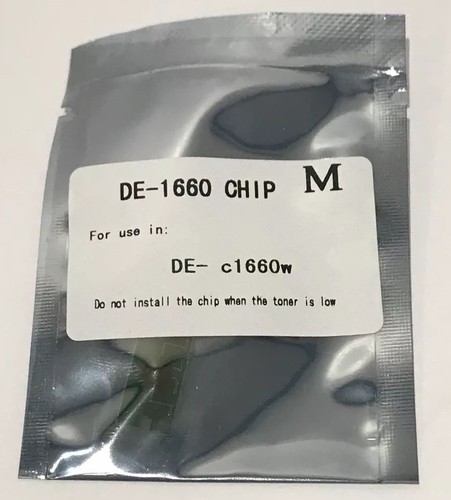 DE-1660 CHIP M
For use in:
DE- c1660w
Do not install the chip when the toner is low